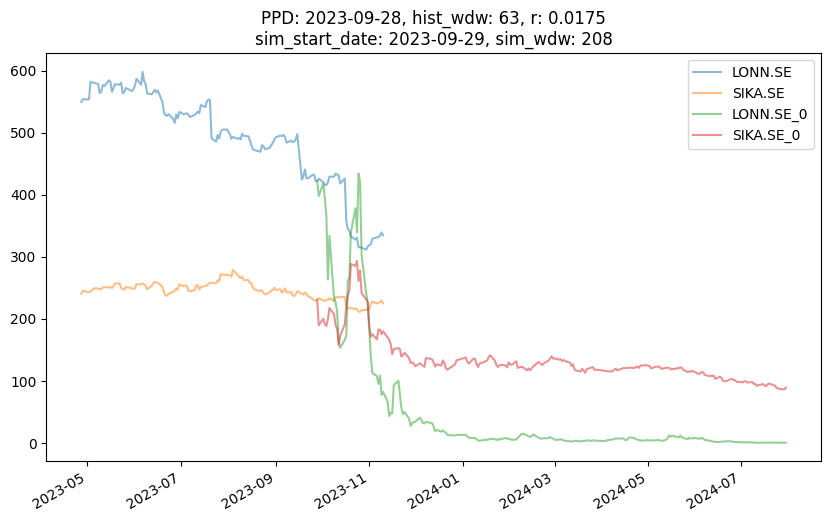 PPD: 2023-09-28, hist_wdw: 63, r: 0.0175
sim_start_date: 2023-09-29, sim_wdw: 208
LONN.SE
SIKA.SE
LONN.SE_0
SIKA.SE_0
600
500
400
300
200
100
0
2023-05
2023-07
2023-09
2023-11
2024-01
2024-03
2024-05
2024-07